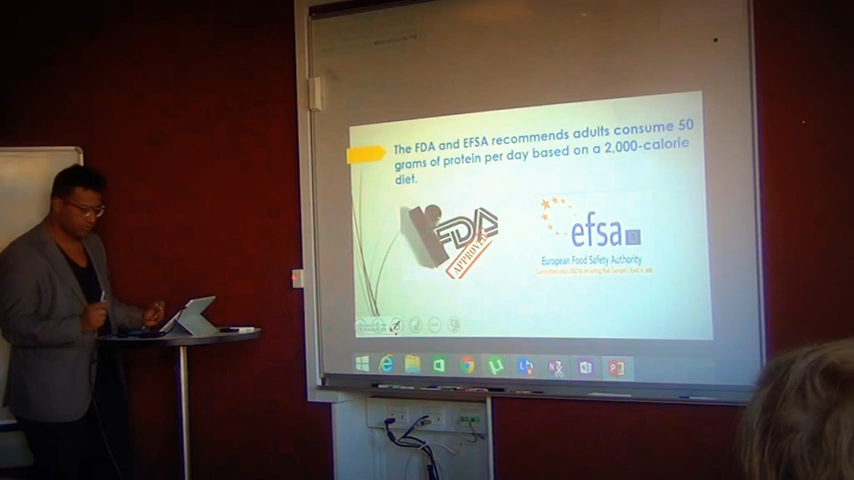 The FDA and EFSA recommends adults consume 50
grams of protein per day based on a 2,000-calorie
diet.
FDA
APPROVED
efsa
European Food Safety Authority